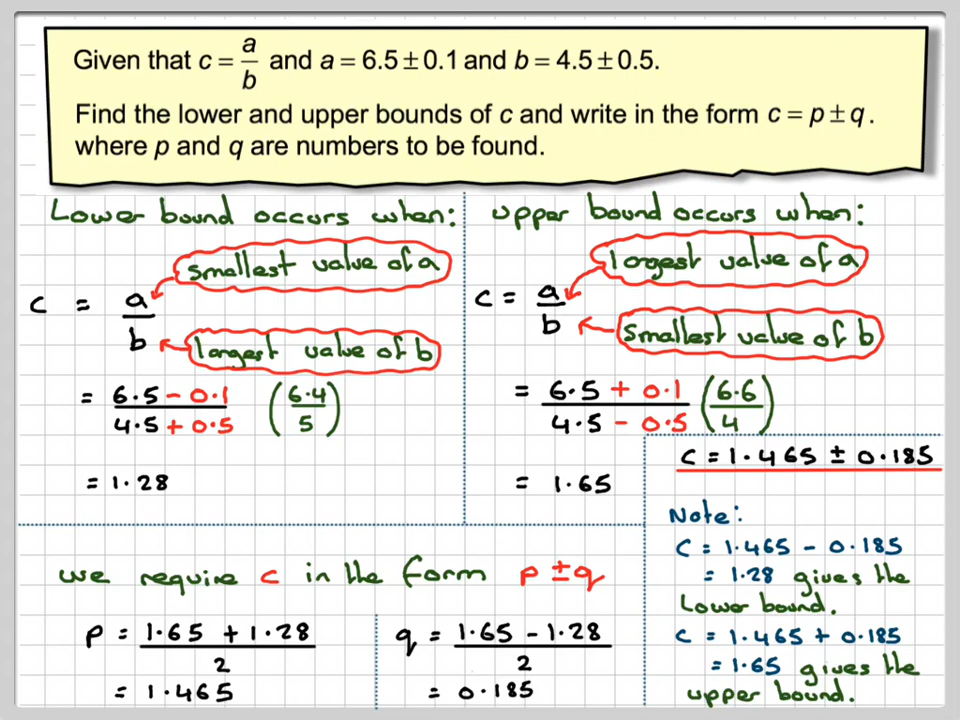 Given that c = a/b and a = 6.5 ± 0.1 and b = 4.5 ± 0.5.
Find the lower and upper bounds of c and write in the form c = p ± q.
where p and q are numbers to be found.
Lower bound occurs when:
smallest value of a
c = a/b
largest value of b
= 6.5 - 0.1 / 4.5 + 0.5 (6.4/5)
= 1.28
upper bound occurs when:
largest value of a
c = a/b
smallest value of b
= 6.5 + 0.1 / 4.5 - 0.5 (6.6/4)
= 1.65
we require c in the form p ± q
p = 1.65 + 1.28 / 2
= 1.465
q = 1.65 - 1.28 / 2
= 0.185
c = 1.465 ± 0.185
Note:
c = 1.465 - 0.185
= 1.28 gives the
Lower bound.
c = 1.465 + 0.185
= 1.65 gives the
upper bound.